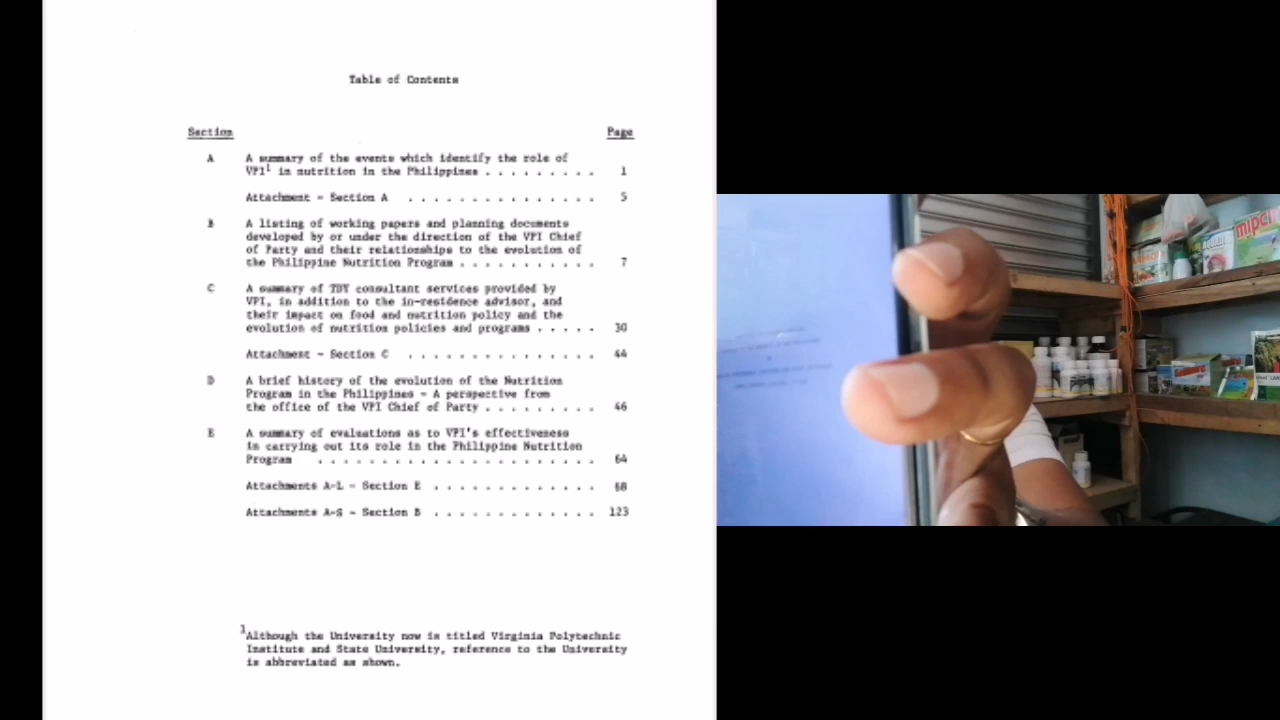 Table of Contents
Section Page
A A summary of the events which identify the role of
VPI¹ in nutrition in the Philippines . . . . . . . . . 1
Attachment - Section A . . . . . . . . . . . . . . . 5
B A listing of working papers and planning documents
developed by or under the direction of the VPI Chief
of Party and their relationships to the evolution of
the Philippine Nutrition Program . . . . . . . . . . . 7
C A summary of TDY consultant services provided by
VPI, in addition to the in-residence advisor, and
their impact on food and nutrition policy and the
evolution of nutrition policies and programs . . . . . 30
Attachment - Section C . . . . . . . . . . . . . . . 44
D A brief history of the evolution of the Nutrition
Program in the Philippines - A perspective from
the office of the VPI Chief of Party . . . . . . . . . 46
E A summary of evaluations as to VPI's effectiveness
in carrying out its role in the Philippine Nutrition
Program . . . . . . . . . . . . . . . . . . . . . . 64
Attachments A-L - Section E . . . . . . . . . . . . . 68
Attachments A-S - Section B . . . . . . . . . . . . . 123
¹Although the University now is titled Virginia Polytechnic
Institute and State University, reference to the University
is abbreviated as shown.
mipci